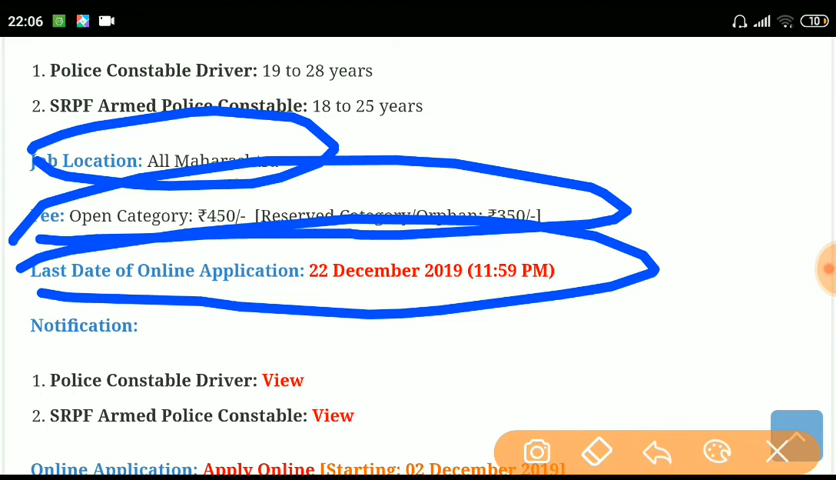 22:06
10
1. Police Constable Driver: 19 to 28 years
2. SRPF Armed Police Constable: 18 to 25 years
Job Location: All Maharashtra
Fee: Open Category: ₹450/- [Reserved Category/Orphan: ₹350/-]
Last Date of Online Application: 22 December 2019 (11:59 PM)
Notification:
1. Police Constable Driver: View
2. SRPF Armed Police Constable: View
Online Application: Apply Online [Starting: 02 December 2019]